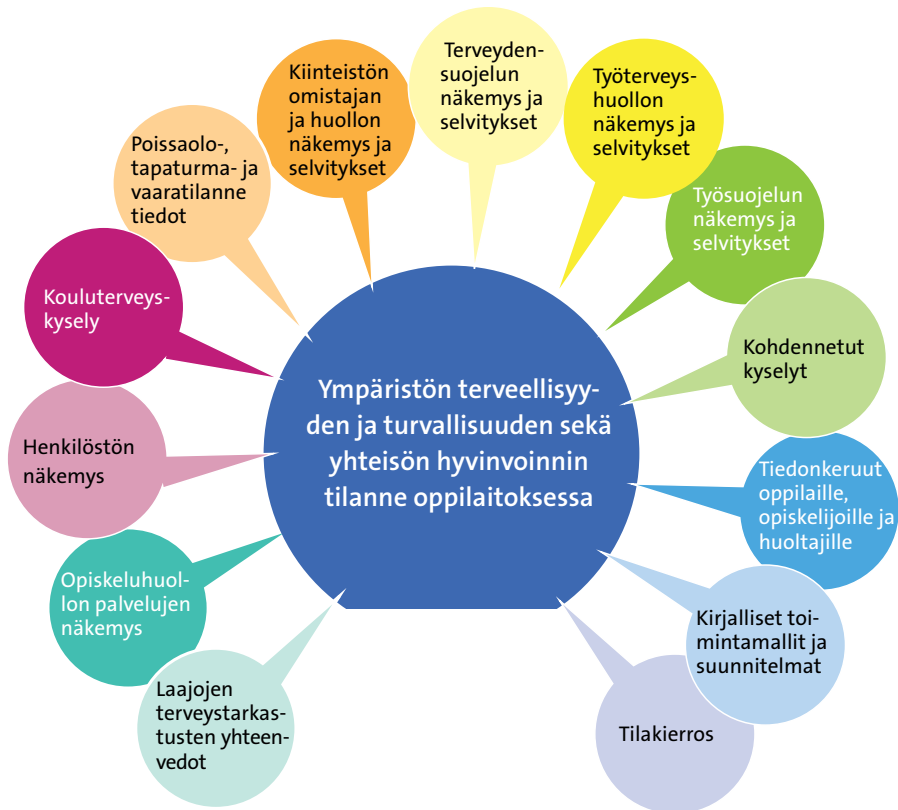 Terveyden-
suojelun
näkemys ja
selvitykset
Kiinteistön
omistajan
ja huollon
näkemys ja
selvitykset
Työterveys-
huollon
näkemys ja
selvitykset
Poissaolo-,
tapaturma- ja
vaaratilanne
tiedot
Työsuojelun
näkemys ja
selvitykset
Kouluterveys-
kysely
Kohdennetut
kyselyt
Ympäristön terveellisyy-
den ja turvallisuuden sekä
yhteisön hyvinvoinnin
tilanne oppilaitoksessa
Henkilöstön
näkemys
Tiedonkeruut
oppilaille,
opiskelijoille ja
huoltajille
Opiskeluhuol-
lon palvelujen
näkemys
Kirjalliset toi-
mintamallit ja
suunnitelmat
Laajojen
terveystarkas-
tusten yhteen-
vedot
Tilakierros